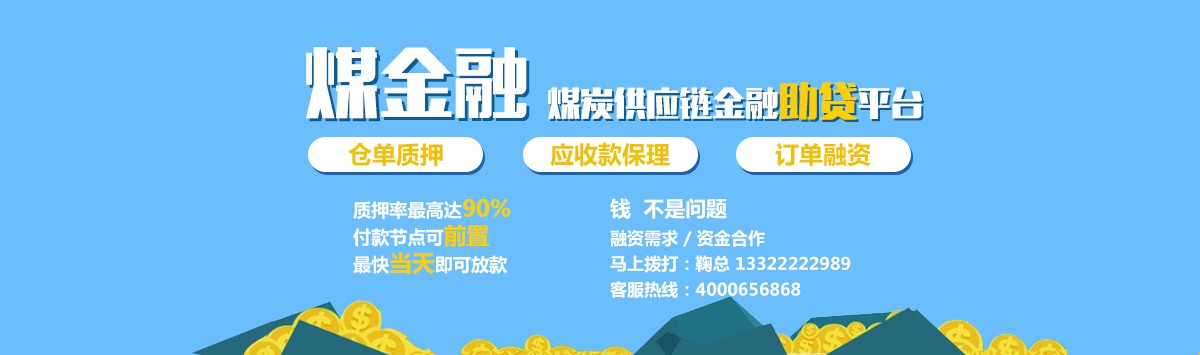 煤金融 煤炭供应链金融助贷平台
仓单质押 应收款保理 订单融资
质押率最高达90%
付款节点可前置
最快当天即可放款
钱 不是问题
融资需求 / 资金合作
马上拨打：鞠总 13322222989
客服热线：4000656868